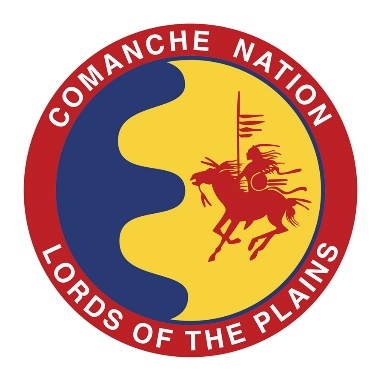 COMANCHE NATION
LORDS OF THE PLAINS